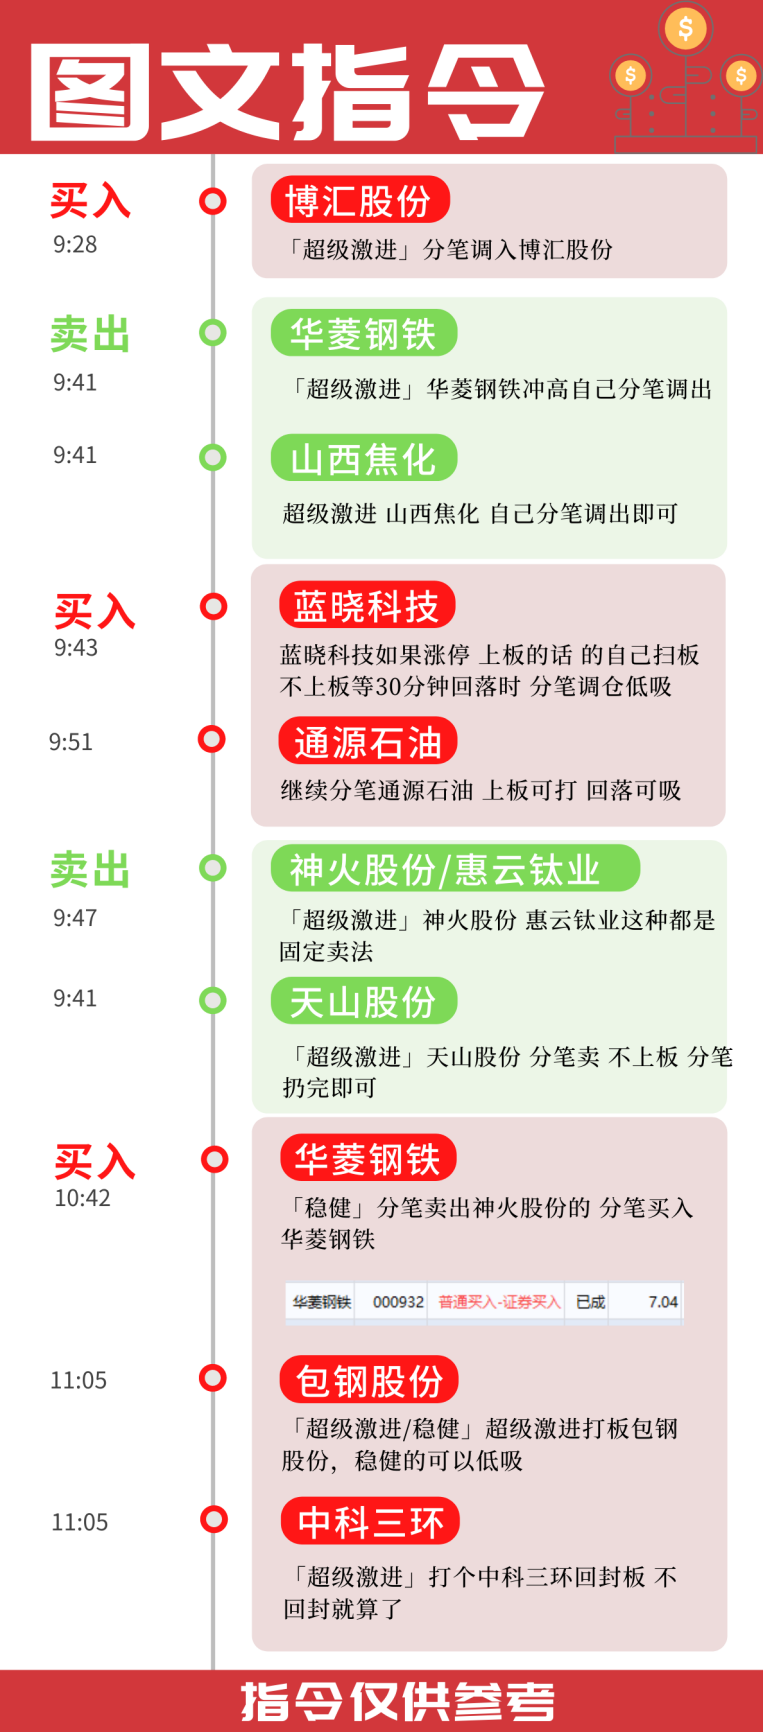 图文指令
买入
9:28
博汇股份
「超级激进」分笔调入博汇股份
卖出
9:41
华菱钢铁
「超级激进」华菱钢铁冲高自己分笔调出
9:41
山西焦化
超级激进 山西焦化 自己分笔调出即可
买入
9:43
蓝晓科技
蓝晓科技如果涨停 上板的话 的自己扫板
不上板等30分钟回落时 分笔调仓低吸
9:51
通源石油
继续分笔通源石油 上板可打 回落可吸
卖出
9:47
神火股份/惠云钛业
「超级激进」神火股份 惠云钛业这种都是
固定卖法
9:41
天山股份
「超级激进」天山股份 分笔卖 不上板 分笔
扔完即可
买入
10:42
华菱钢铁
「稳健」分笔卖出神火股份的 分笔买入
华菱钢铁
华菱钢铁 000932 普通买入-证券买入 已成 7.04
11:05
包钢股份
「超级激进/稳健」超级激进打板包钢
股份，稳健的可以低吸
11:05
中科三环
「超级激进」打个中科三环回封板 不
回封就算了
指令仅供参考